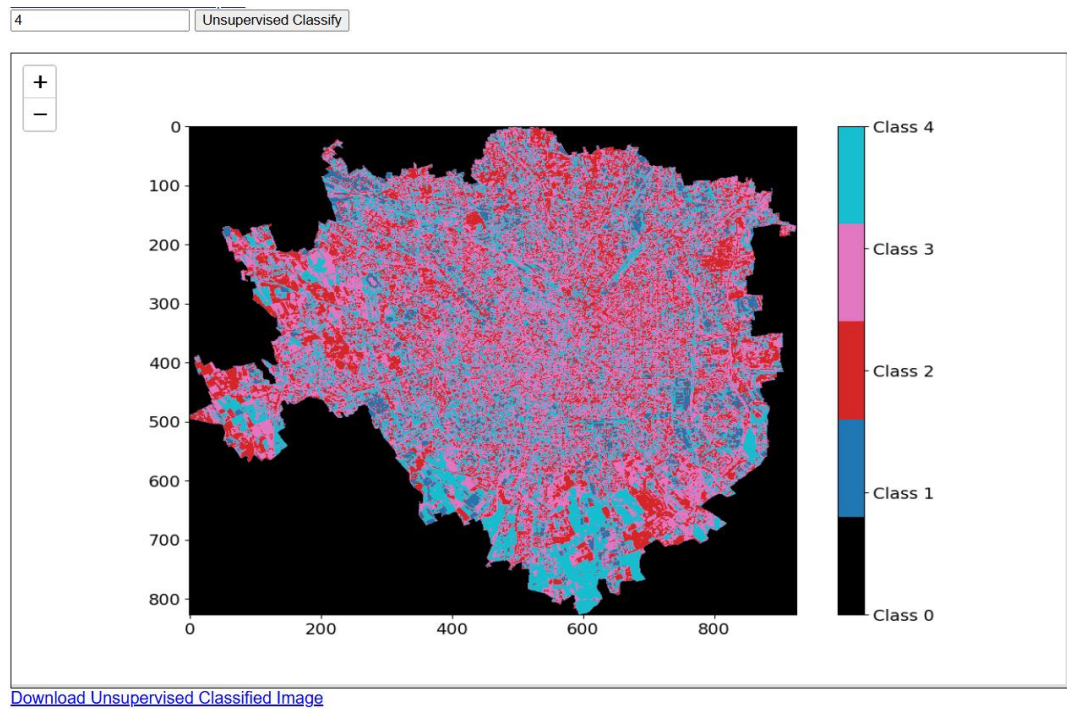 4 Unsupervised Classify
+
−
0
100
200
300
400
500
600
700
800
0 200 400 600 800
Class 4
Class 3
Class 2
Class 1
Class 0
Download Unsupervised Classified Image